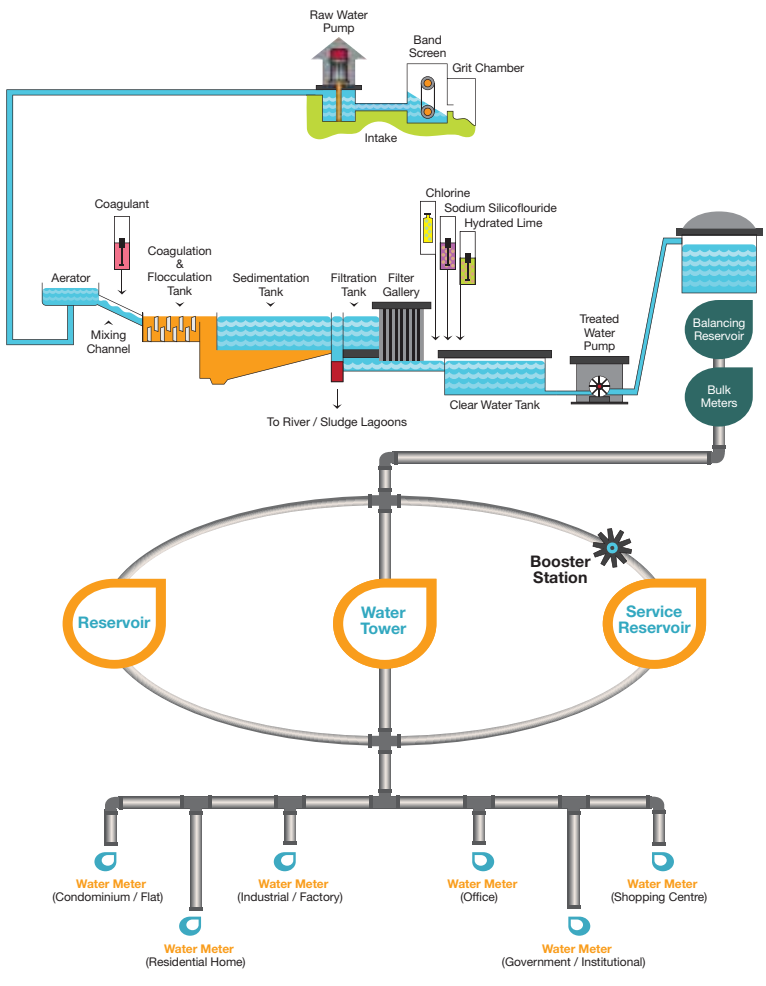 Raw Water
Pump
Band
Screen
Grit Chamber
Intake
Coagulant
Chlorine
Sodium Silicoflouride
Hydrated Lime
Aerator
Coagulation
&
Flocculation
Tank
Sedimentation
Tank
Filtration
Tank
Filter
Gallery
Mixing
Channel
Treated
Water
Pump
Balancing
Reservoir
Bulk
Meters
Clear Water Tank
To River / Sludge Lagoons
Booster
Station
Reservoir
Water
Tower
Service
Reservoir
Water Meter
(Condominium / Flat)
Water Meter
(Industrial / Factory)
Water Meter
(Office)
Water Meter
(Shopping Centre)
Water Meter
(Residential Home)
Water Meter
(Government / Institutional)